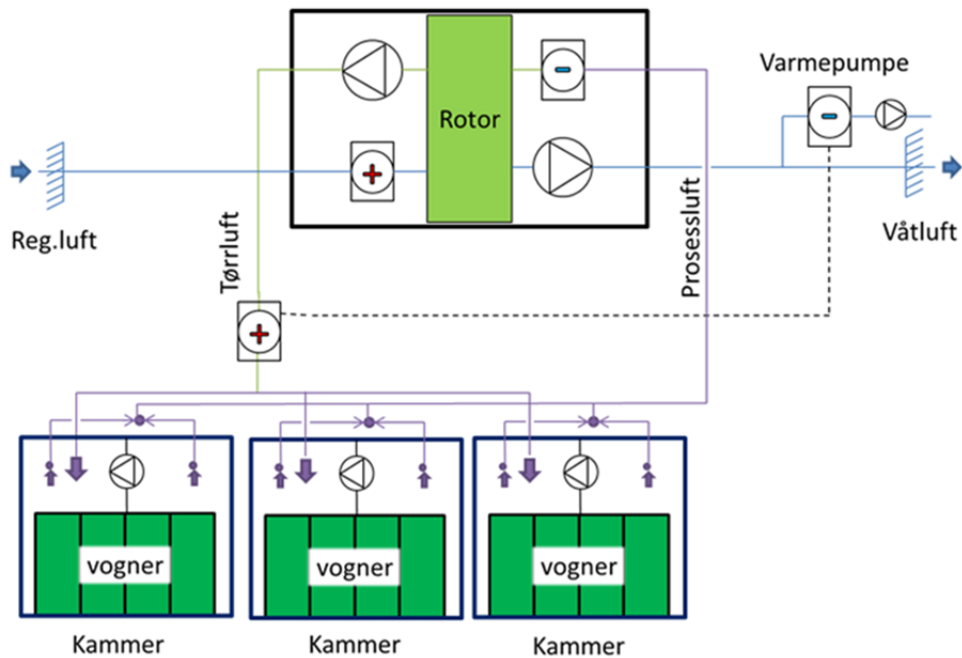 Varmepumpe
Rotor
Reg.luft
Tørrluft
Prosessluft
Våtluft
vogner
vogner
vogner
Kammer
Kammer
Kammer